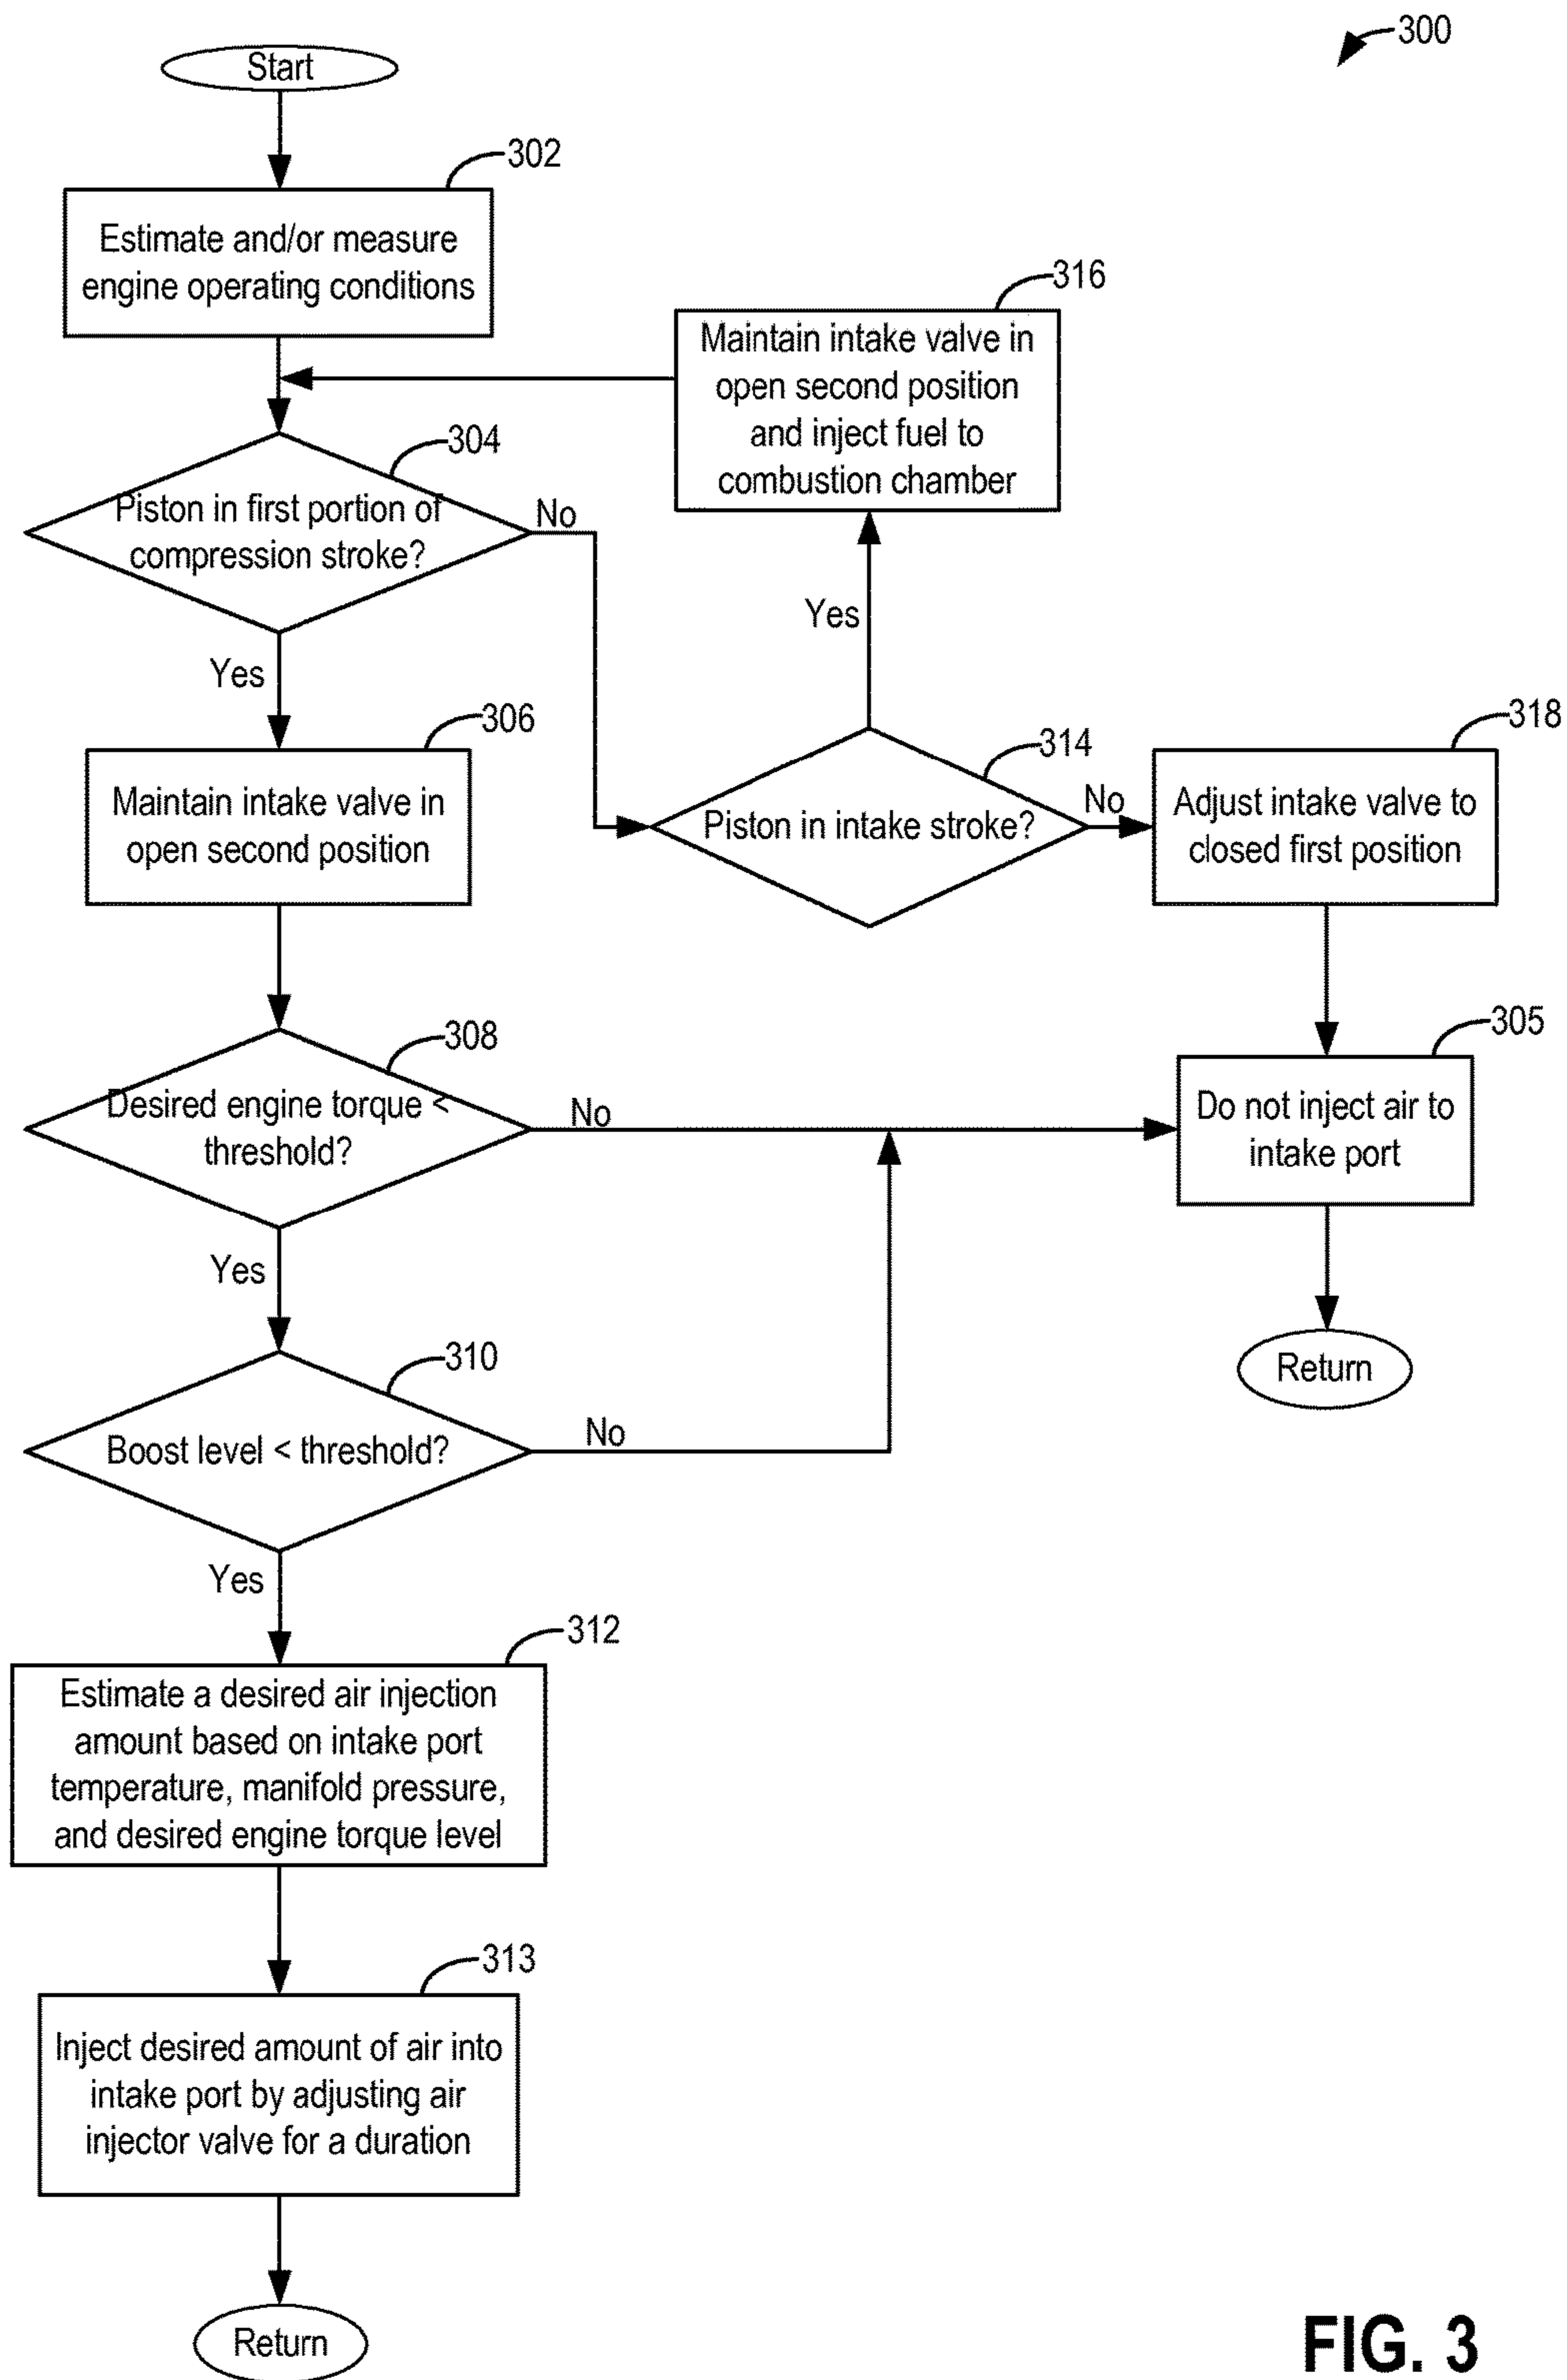 300
Start
302
Estimate and/or measure
engine operating conditions
316
Maintain intake valve in
open second position
and inject fuel to
combustion chamber
304
Piston in first portion of
compression stroke?
No
Yes
Yes
306
Maintain intake valve in
open second position
314
Piston in intake stroke?
No
318
Adjust intake valve to
closed first position
308
Desired engine torque <
threshold?
No
305
Do not inject air to
intake port
Yes
310
Boost level < threshold?
No
Return
Yes
312
Estimate a desired air injection
amount based on intake port
temperature, manifold pressure,
and desired engine torque level
313
Inject desired amount of air into
intake port by adjusting air
injector valve for a duration
Return
FIG. 3